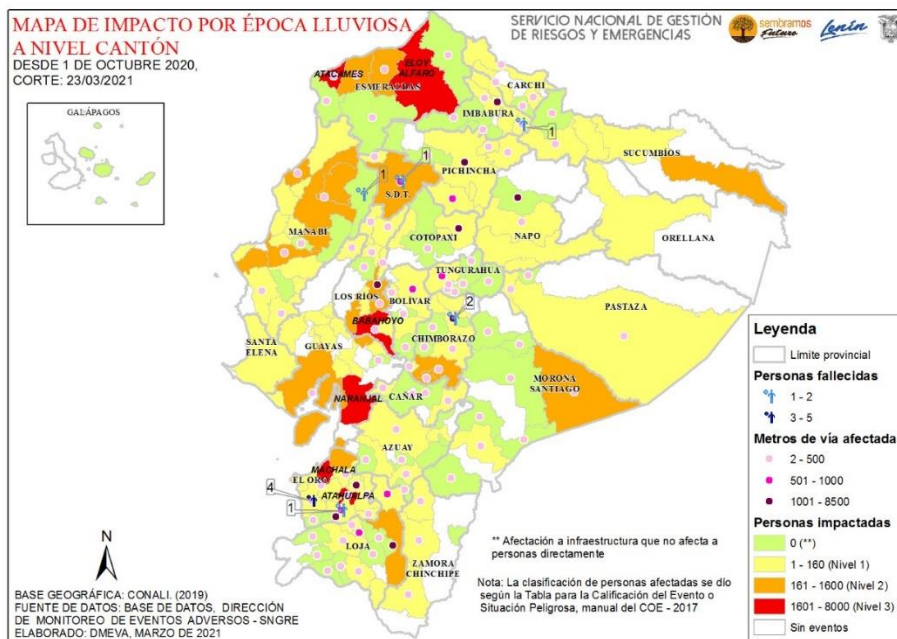 MAPA DE IMPACTO POR ÉPOCA LLUVIOSA
A NIVEL CANTÓN
DESDE 1 DE OCTUBRE 2020,
CORTE: 23/03/2021
SERVICIO NACIONAL DE GESTIÓN
DE RIESGOS Y EMERGENCIAS
sembramos
Futuro
Lenín
GALÁPAGOS
ELOY
ALFARO
ATACAMES
ESMERALDAS
CARCHI
IMBABURA
1
SUCUMBÍOS
1
PICHINCHA
1
S.D.T.
MANABÍ
COTOPAXI
NAPO
ORELLANA
TUNGURAHUA
LOS RÍOS
BOLÍVAR
PASTAZA
2
BABAHOYO
SANTA
ELENA
GUAYAS
CHIMBORAZO
MORONA
SANTIAGO
NARANJAL
CAÑAR
AZUAY
MACHALA
EL ORO
4
ATAHUALPA
1
LOJA
ZAMORA
CHINCHIPE
N
Leyenda
Límite provincial
Personas fallecidas
1 - 2
3 - 5
Metros de vía afectada
2 - 500
501 - 1000
1001 - 8500
Personas impactadas
0 (**)
1 - 160 (Nivel 1)
161 - 1600 (Nivel 2)
1601 - 8000 (Nivel 3)
Sin eventos
** Afectación a infraestructura que no afecta a
personas directamente
Nota: La clasificación de personas afectadas se dío
según la Tabla para la Calificación del Evento o
Situación Peligrosa, manual del COE - 2017
BASE GEOGRÁFICA: CONALI. (2019)
FUENTE DE DATOS: BASE DE DATOS, DIRECCIÓN
DE MONITOREO DE EVENTOS ADVERSOS - SNGRE
ELABORADO: DMEVA, MARZO DE 2021